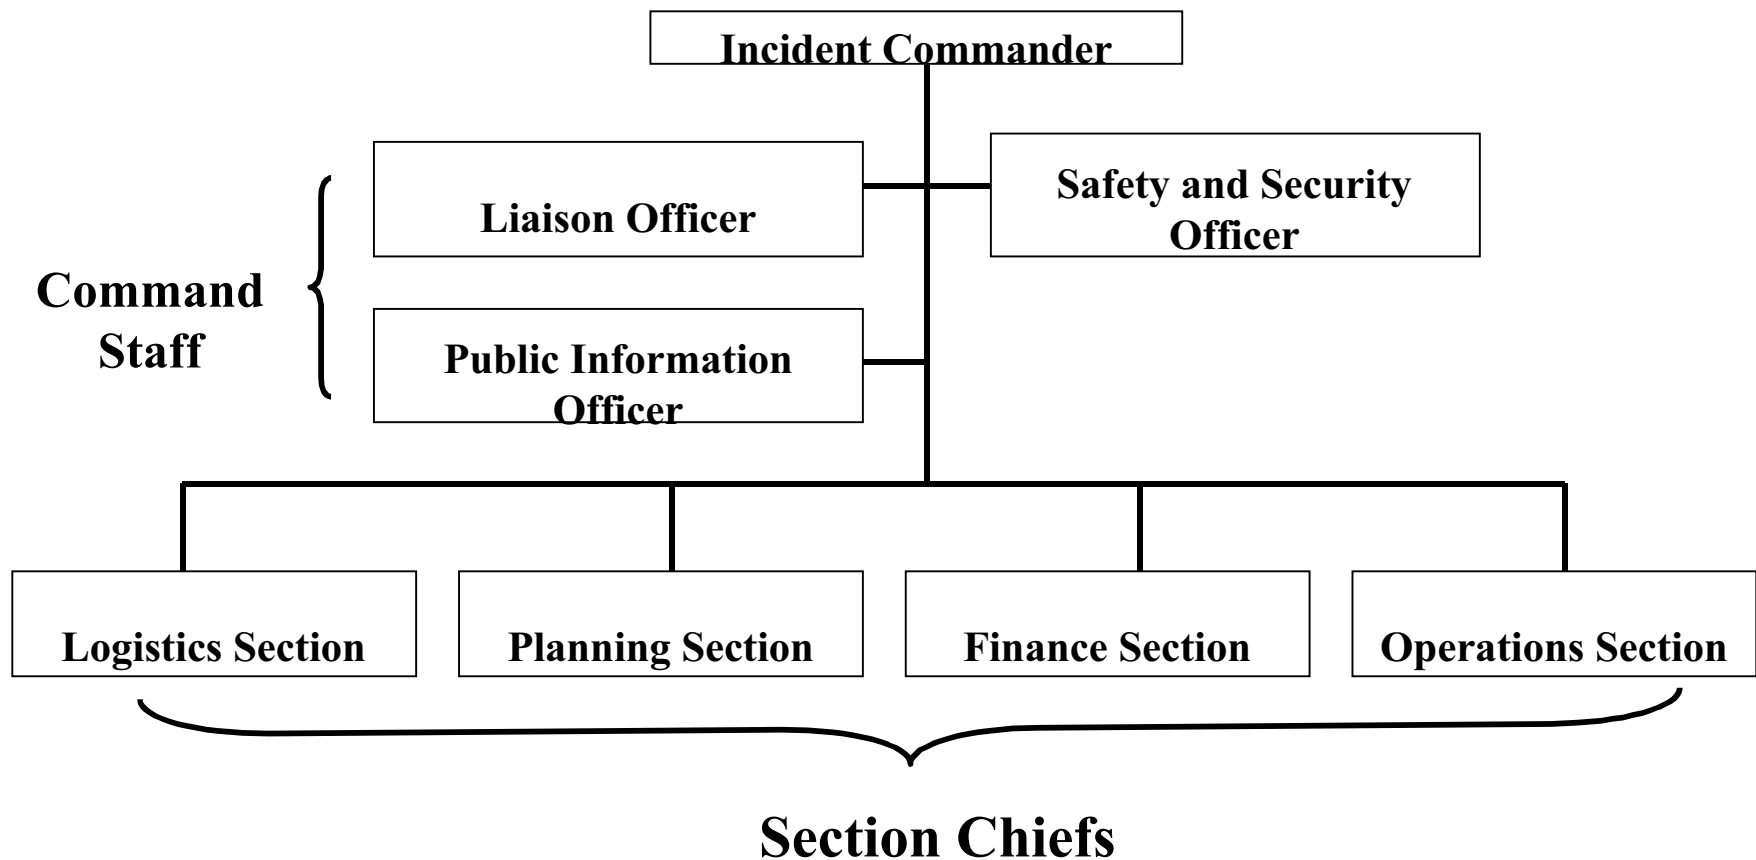 Incident Commander
Liaison Officer
Safety and Security
Officer
Command
Staff
Public Information
Officer
Logistics Section
Planning Section
Finance Section
Operations Section
Section Chiefs